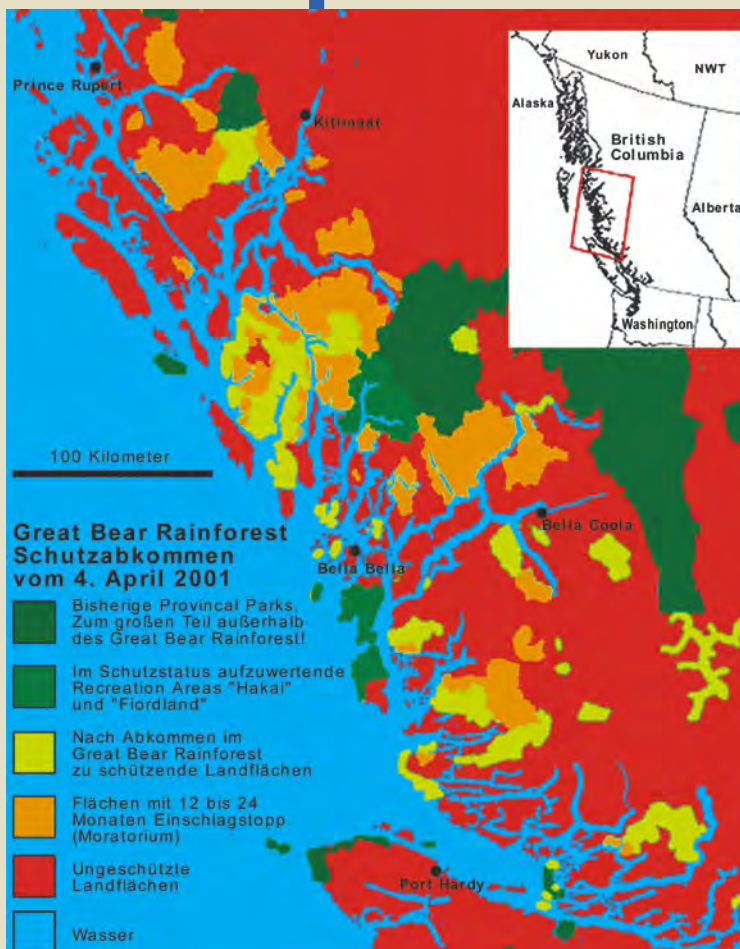 Prince Rupert
Kitimaat
Yukon
NWT
Alaska
British
Columbia
Alberta
Washington
100 Kilometer
Bella Coola
Bella Bella
Port Hardy
Great Bear Rainforest
Schutzabkommen
vom 4. April 2001
Bisherige Provincal Parks.
Zum großen Teil außerhalb
des Great Bear Rainforest!
Im Schutzstatus aufzuwertende
Recreation Areas "Hakai"
und "Fiordland"
Nach Abkommen im
Great Bear Rainforest
zu schützende Landflächen
Flächen mit 12 bis 24
Monaten Einschlagstopp
(Moratorium)
Ungeschützte
Landflächen
Wasser